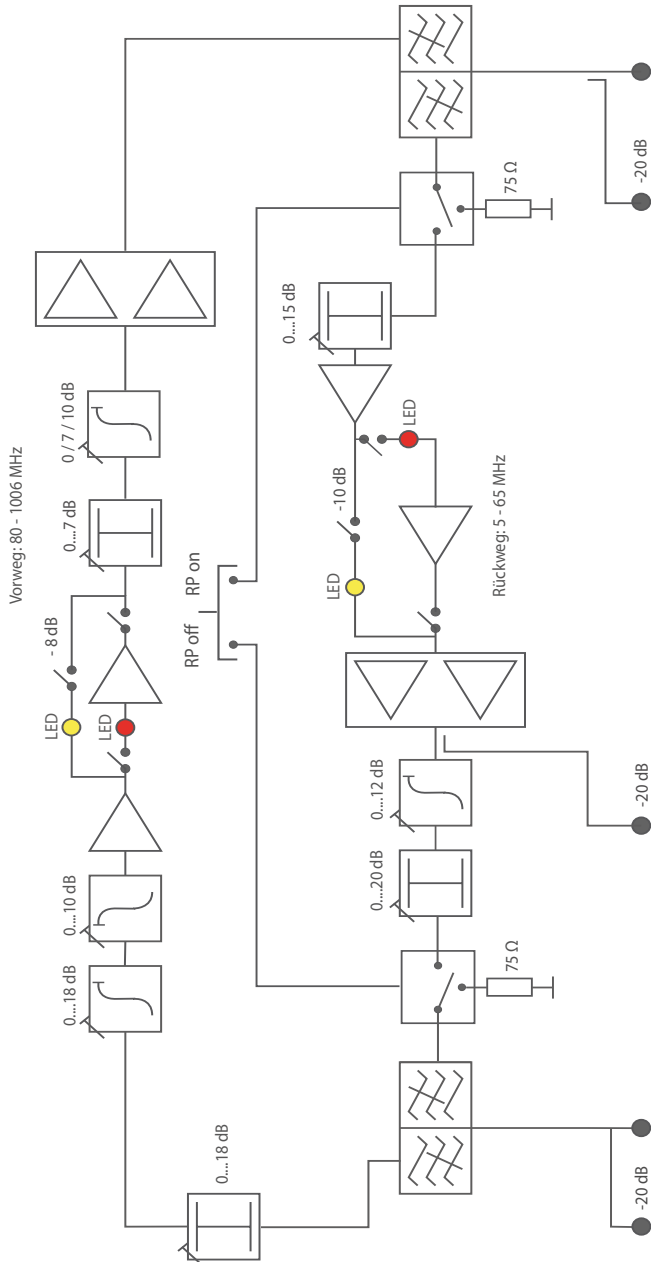 Vorweg: 80 - 1006 MHz
LED
- 8 dB
0....18 dB
0....10 dB
0....7 dB
0 / 7 / 10 dB
LED
RP off
RP on
0....18 dB
0....15 dB
LED
-10 dB
0....20 dB
0....12 dB
LED
Rückweg: 5 - 65 MHz
75 Ω
75 Ω
-20 dB
-20 dB
-20 dB